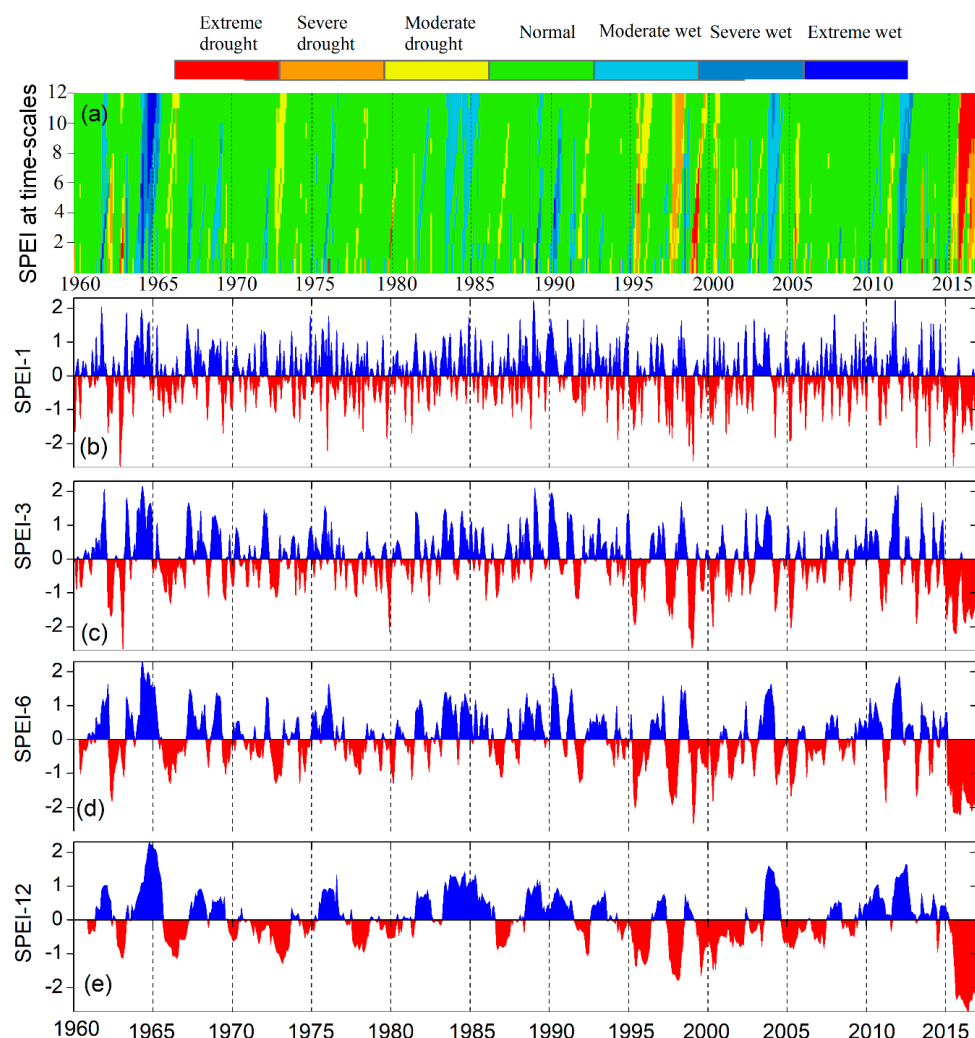 Extreme drought
Severe drought
Moderate drought
Normal
Moderate wet
Severe wet
Extreme wet
SPEI at time-scales
12
10
8
6
4
2
(a)
1960 1965 1970 1975 1980 1985 1990 1995 2000 2005 2010 2015
SPEI-1
2
1
0
-1
-2
(b)
SPEI-3
2
1
0
-1
-2
(c)
SPEI-6
2
1
0
-1
-2
(d)
SPEI-12
2
1
0
-1
-2
(e)
1960 1965 1970 1975 1980 1985 1990 1995 2000 2005 2010 2015